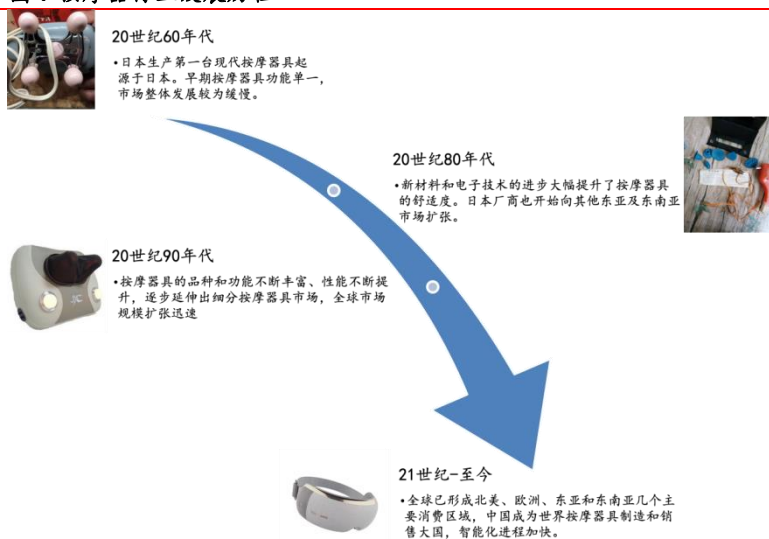 20世纪60年代
•日本生产第一台现代按摩器具起
源于日本。早期按摩器具功能单一，
市场整体发展较为缓慢。
20世纪80年代
•新材料和电子技术的进步大幅提升了按摩器具
的舒适度。日本厂商也开始向其他东亚及东南亚
市场扩张。
20世纪90年代
•按摩器具的品种和功能不断丰富、性能不断提
升，逐步延伸出细分按摩器具市场，全球市场
规模扩张迅速
21世纪-至今
•全球已形成北美、欧洲、东亚和东南亚几个主
要消费区域，中国成为世界按摩器具制造和销
售大国，智能化进程加快。